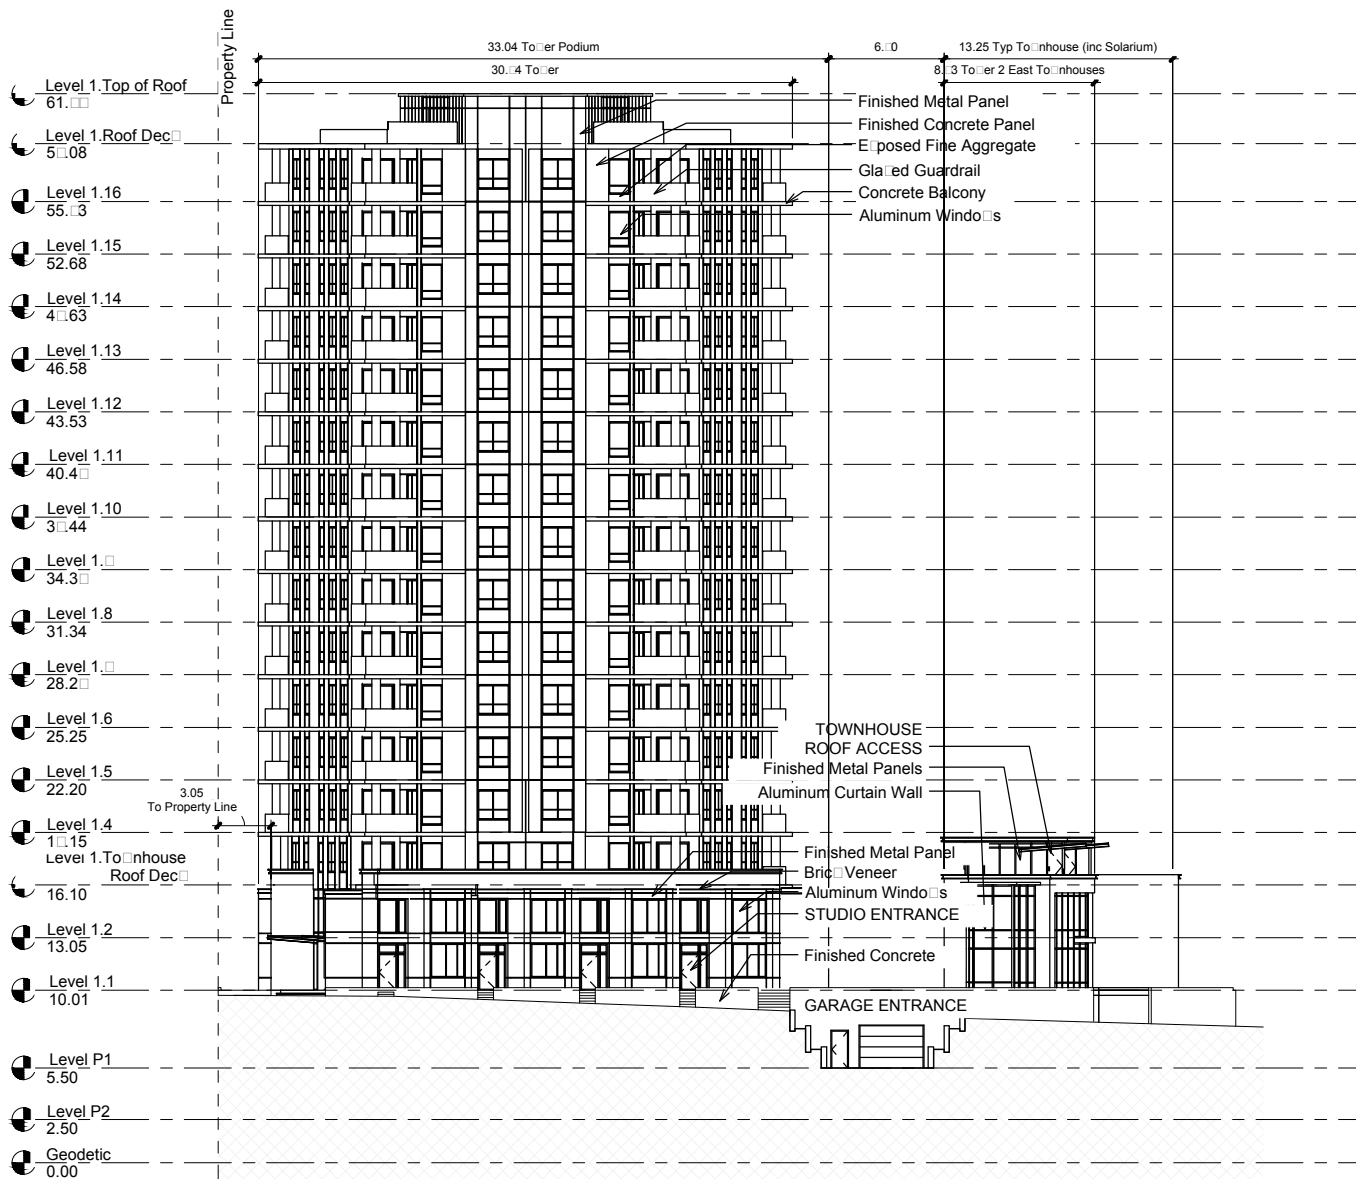 Property Line
33.04 To□er Podium
6.□0
13.25 Typ To□nhouse (inc Solarium)
30.□4 To□er
8.□3 To□er 2 East To□nhouses
Level 1.Top of Roof
61.□□
Level 1.Roof Dec□
5□.08
Level 1.16
55.□3
Level 1.15
52.68
Level 1.14
4□.63
Level 1.13
46.58
Level 1.12
43.53
Level 1.11
40.4□
Level 1.10
3□.44
Level 1.□
34.3□
Level 1.8
31.34
Level 1.□
28.2□
Level 1.6
25.25
Level 1.5
22.20
3.05
To Property Line
Level 1.4
1□.15
Level 1.To□nhouse
Roof Dec□
16.10
Level 1.2
13.05
Level 1.1
10.01
Level P1
5.50
Level P2
2.50
Geodetic
0.00
Finished Metal Panel
Finished Concrete Panel
E□posed Fine Aggregate
Gla□ed Guardrail
Concrete Balcony
Aluminum Windo□s
TOWNHOUSE
ROOF ACCESS
Finished Metal Panels
Aluminum Curtain Wall
Finished Metal Panel
Bric□ Veneer
Aluminum Windo□s
STUDIO ENTRANCE
Finished Concrete
GARAGE ENTRANCE